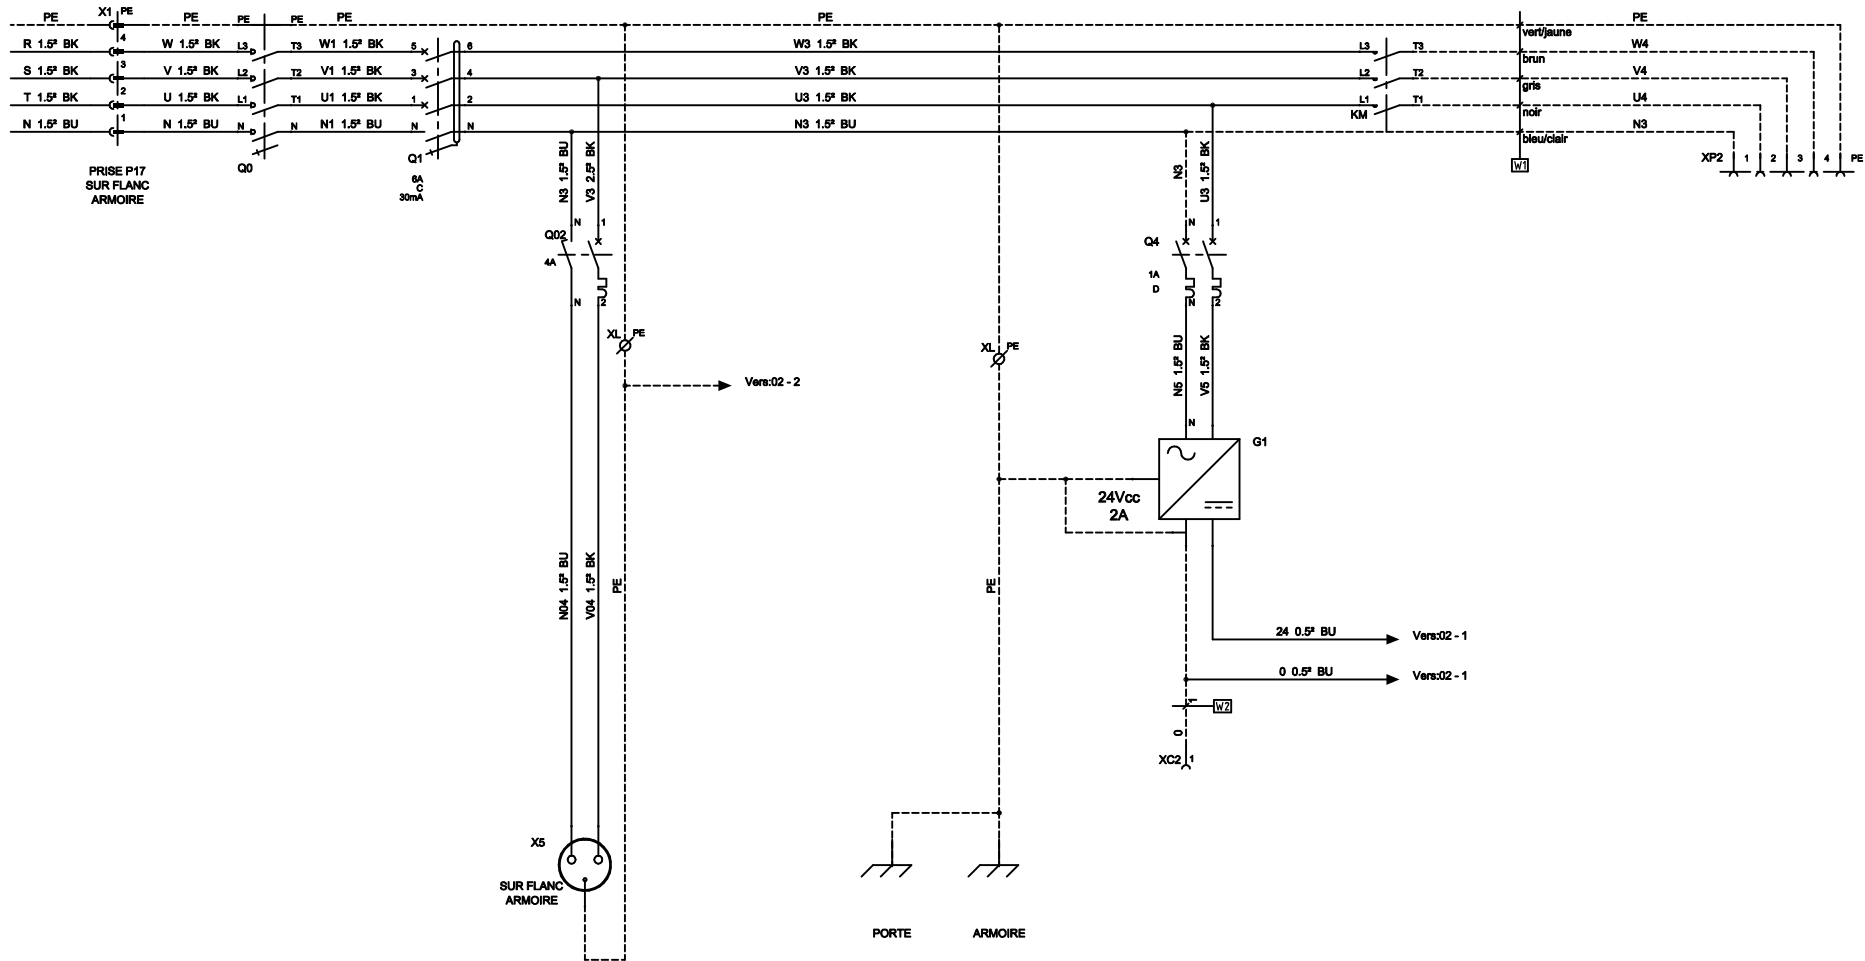 PE X1 PE PE PE PE PE PE PE
R 1.5² BK 4 W 1.5² BK L3 T3 W1 1.5² BK 5 6 W3 1.5² BK L3 T3 vert/jaune W4
S 1.5² BK 3 V 1.5² BK L2 T2 V1 1.5² BK 3 4 V3 1.5² BK L2 T2 brun V4
T 1.5² BK 2 U 1.5² BK L1 T1 U1 1.5² BK 1 2 U3 1.5² BK L1 T1 gris U4
KM noir
N 1.5² BU 1 N 1.5² BU N N N1 1.5² BU N N N3 1.5² BU N3
bleu/clair
Q0 Q1 W1 XP2 1 2 3 4 PE
PRISE P17
SUR FLANC
ARMOIRE
6A
C
30mA
N3 1.5² BU
V3 2.5² BK
N3
U3 1.5² BK
N 1 N 1
Q02 Q4
4A 1A
D
N 2 N 2
XL PE XL PE
N5 1.5² BU
V5 1.5² BK
Vers:02 - 2
N
G1
24Vcc
2A
N04 1.5² BU
V04 1.5² BK
PE
PE
24 0.5² BU Vers:02 - 1
0 0.5² BU Vers:02 - 1
1 W2
0
XC2 1
X5
SUR FLANC
ARMOIRE
PORTE ARMOIRE